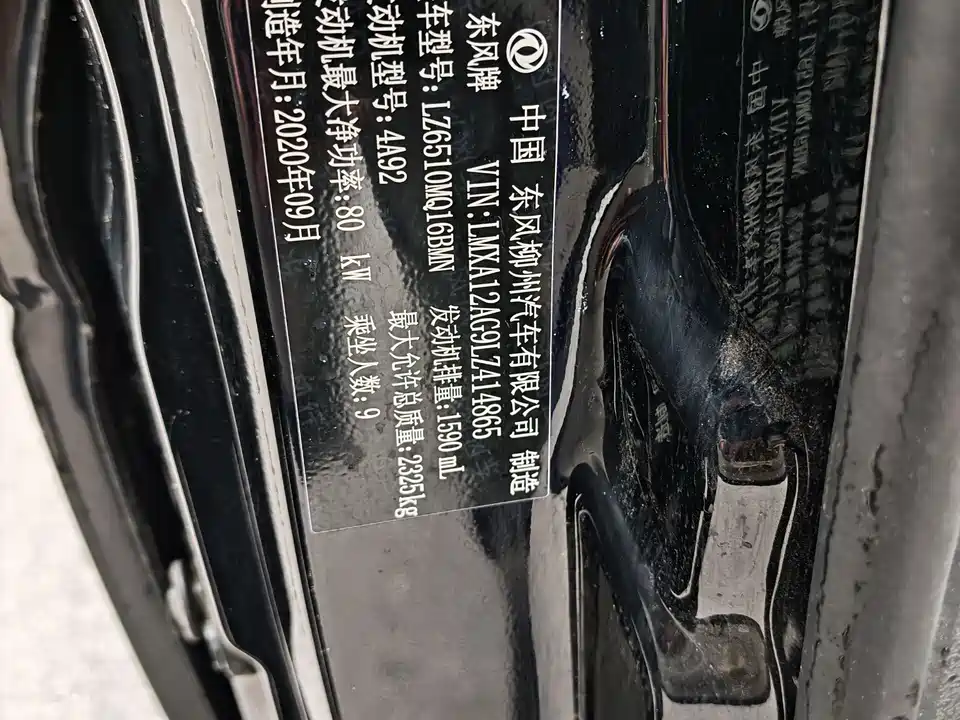 中国 东风柳州汽车有限公司 制造
东风牌 VIN:LMXA12AG9LZ414865
车型号:LZ6510MQ16BMN 发动机排量:1590mL
发动机型号:4A92 最大允许总质量:2325kg
发动机最大净功率:80 kW 乘坐人数:9
制造年月:2020年09月